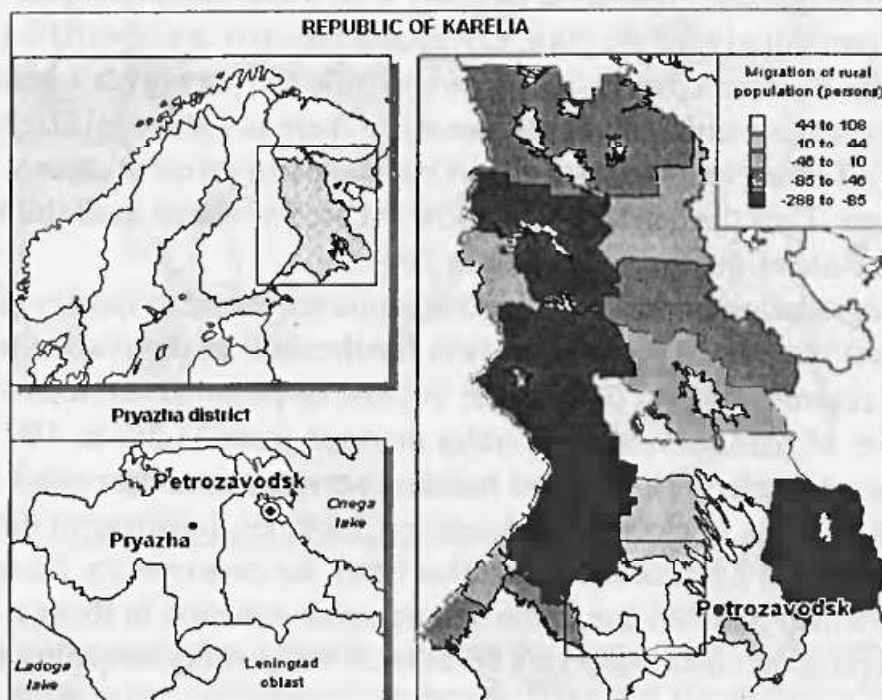 REPUBLIC OF KARELIA
Migration of rural
population (persons)
44 to 108
10 to 44
-46 to 10
-85 to -46
-288 to -85
Pryazha district
Petrozavodsk
Cnega
lake
Pryazha
Ladoga
lake
Leningrad
oblast
Petrozavodsk